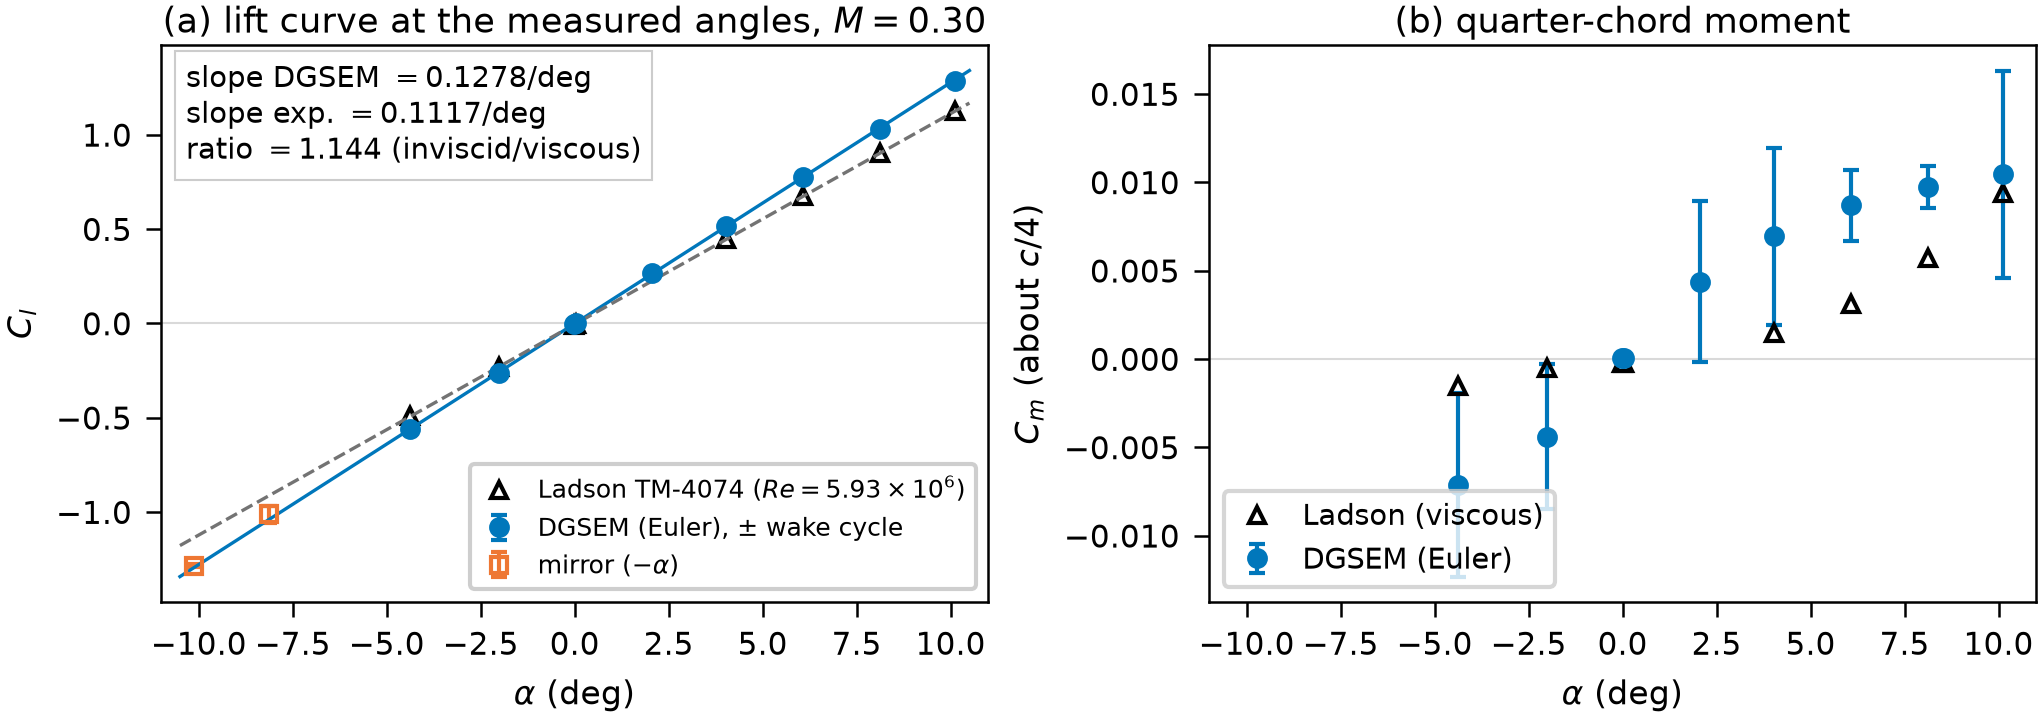 (a) lift curve at the measured angles, M = 0.30
slope DGSEM = 0.1278/deg
slope exp. = 0.1117/deg
ratio = 1.144 (inviscid/viscous)
1.0
0.5
0.0
−0.5
−1.0
C_l
Ladson TM-4074 (Re = 5.93 × 10⁶)
DGSEM (Euler), ± wake cycle
mirror (−α)
−10.0 −7.5 −5.0 −2.5 0.0 2.5 5.0 7.5 10.0
α (deg)
(b) quarter-chord moment
0.015
0.010
0.005
0.000
−0.005
−0.010
C_m (about c/4)
Ladson (viscous)
DGSEM (Euler)
−10.0 −7.5 −5.0 −2.5 0.0 2.5 5.0 7.5 10.0
α (deg)